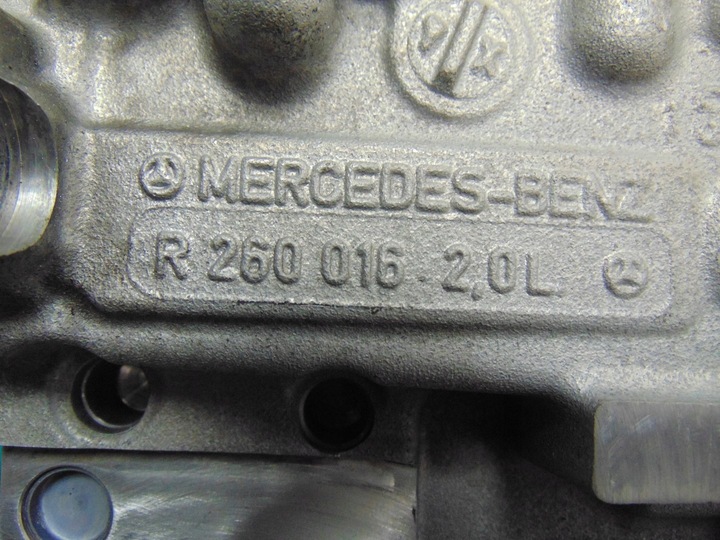 MERCEDES-BENZ
R 260 016 2,0L